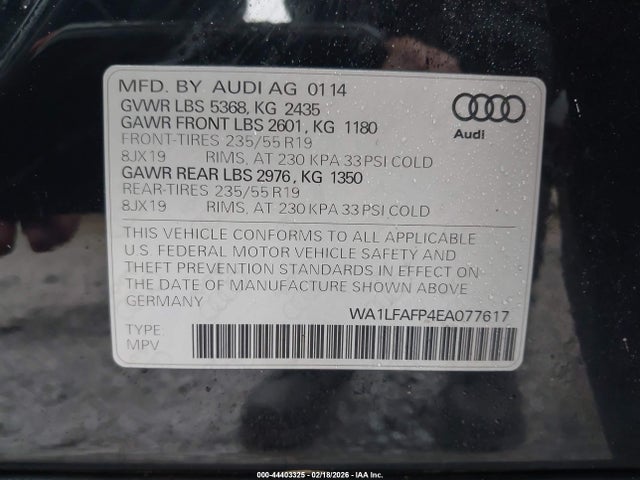 MFD. BY AUDI AG 01 14
GVWR LBS 5368, KG 2435
GAWR FRONT LBS 2601, KG 1180
FRONT-TIRES 235/55 R19
8JX19 RIMS, AT 230 KPA 33 PSI COLD
GAWR REAR LBS 2976, KG 1350
REAR-TIRES 235/55 R19
8JX19 RIMS, AT 230 KPA 33 PSI COLD
Audi
THIS VEHICLE CONFORMS TO ALL APPLICABLE
U.S. FEDERAL MOTOR VEHICLE SAFETY AND
THEFT PREVENTION STANDARDS IN EFFECT ON
THE DATE OF MANUFACTURE SHOWN ABOVE
GERMANY
WA1LFAFP4EA077617
TYPE:
MPV
000-44403325 - 02/18/2026 - IAA Inc.